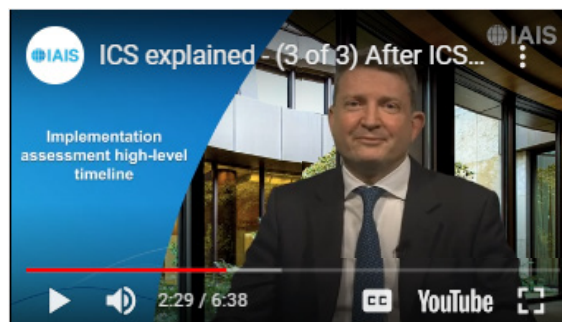 IAIS
IAIS
ICS explained - (3 of 3) After ICS...
Implementation
assessment high-level
timeline
2:29 / 6:38
CC
YouTube